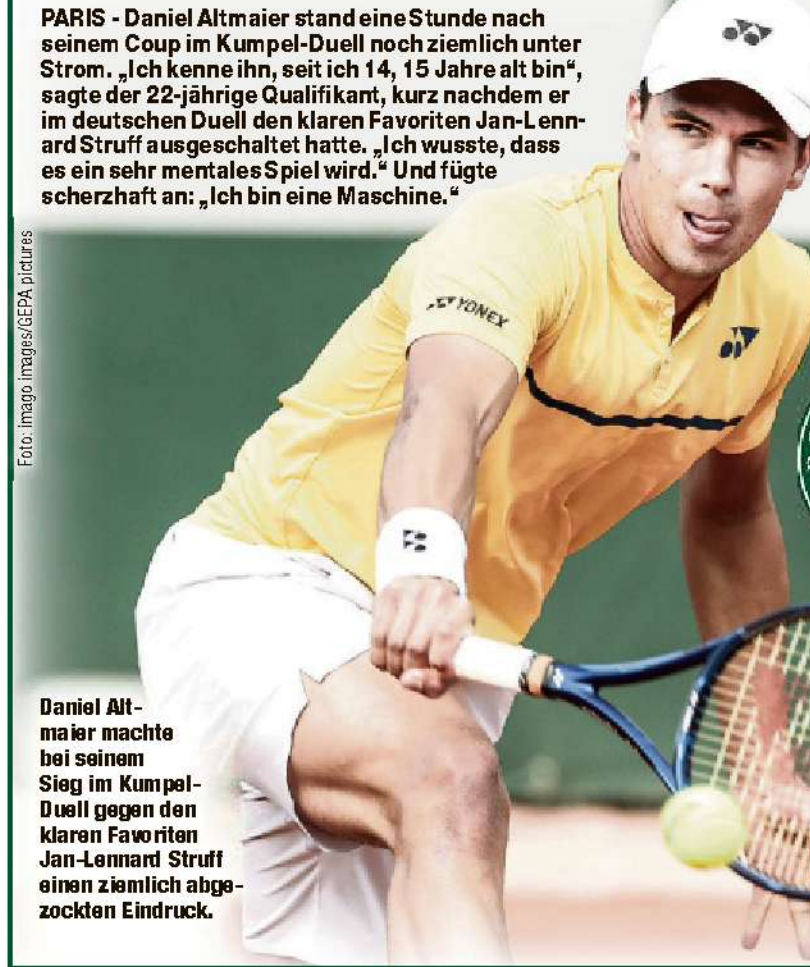 PARIS - Daniel Altmaier stand eine Stunde nach
seinem Coup im Kumpel-Duell noch ziemlich unter
Strom. „Ich kenne ihn, seit ich 14, 15 Jahre alt bin“,
sagte der 22-jährige Qualifikant, kurz nachdem er
im deutschen Duell den klaren Favoriten Jan-Lenn-
ard Struff ausgeschaltet hatte. „Ich wusste, dass
es ein sehr mentales Spiel wird.“ Und fügte
scherzhaft an: „Ich bin eine Maschine.“
Foto: imago images/GEPA pictures
YONEX
Daniel Alt-
maier machte
bei seinem
Sieg im Kumpel-
Duell gegen den
klaren Favoriten
Jan-Lennard Struff
einen ziemlich abge-
zockten Eindruck.